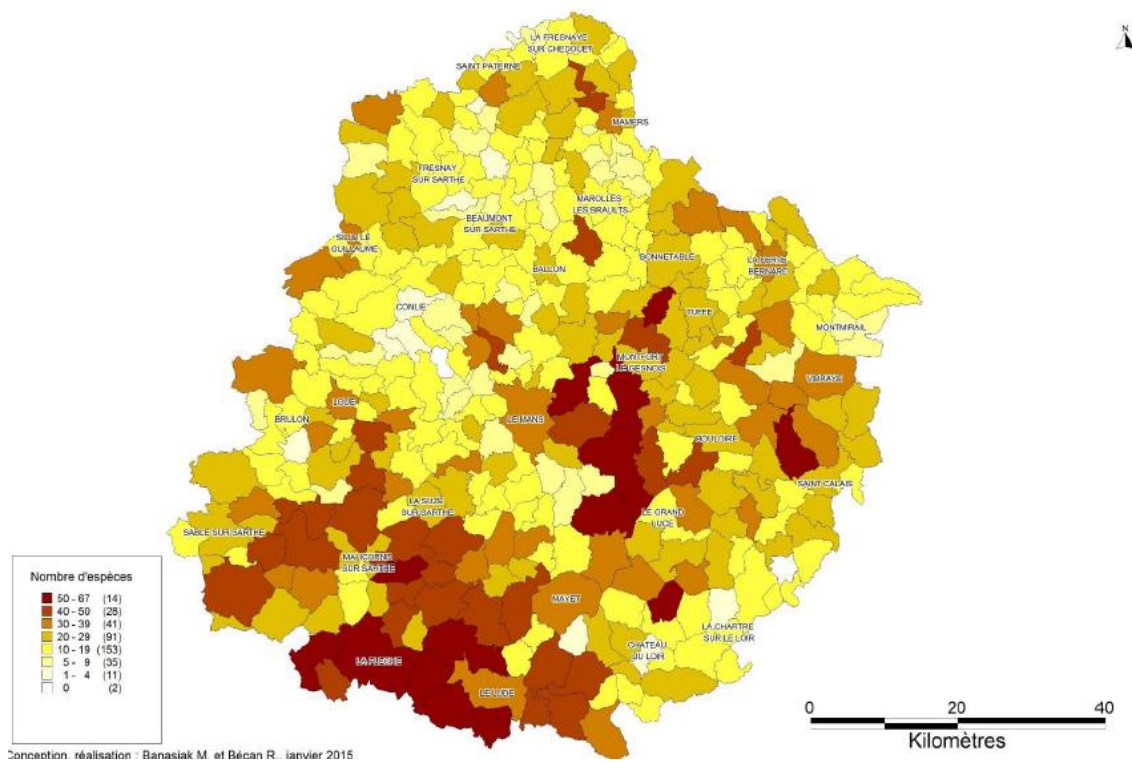 N
LA FRESNAYE
SUR CHEDOUET
SAINT PATERNE
MAMERS
FRESNAY
SUR SARTHE
MAROLLES
LES BRAULTS
BEAUMONT
SUR SARTHE
SILLE LE
GUILLAUME
BALLON
BONNETABLE
LA FERTE
BERNARD
CONLIE
TUFFE
MONTMIRAIL
MONTFORT
LE GESNOIS
VIBRAYE
LOUE
BRULON
LE MANS
BOULOIRE
SAINT CALAIS
LA SUZE
SUR SARTHE
LE GRAND
LUCE
SABLE SUR SARTHE
MALICORNE
SUR SARTHE
MAYET
LA CHARTRE
SUR LE LOIR
CHATEAU
DU LOIR
LA FLECHE
LE LUDE
Nombre d'espèces
50 - 67 (14)
40 - 50 (28)
30 - 39 (41)
20 - 29 (91)
10 - 19 (153)
5 - 9 (35)
1 - 4 (11)
0 (2)
0 20 40
Kilomètres
Conception, réalisation : Banasiak M. et Bécan R., janvier 2015